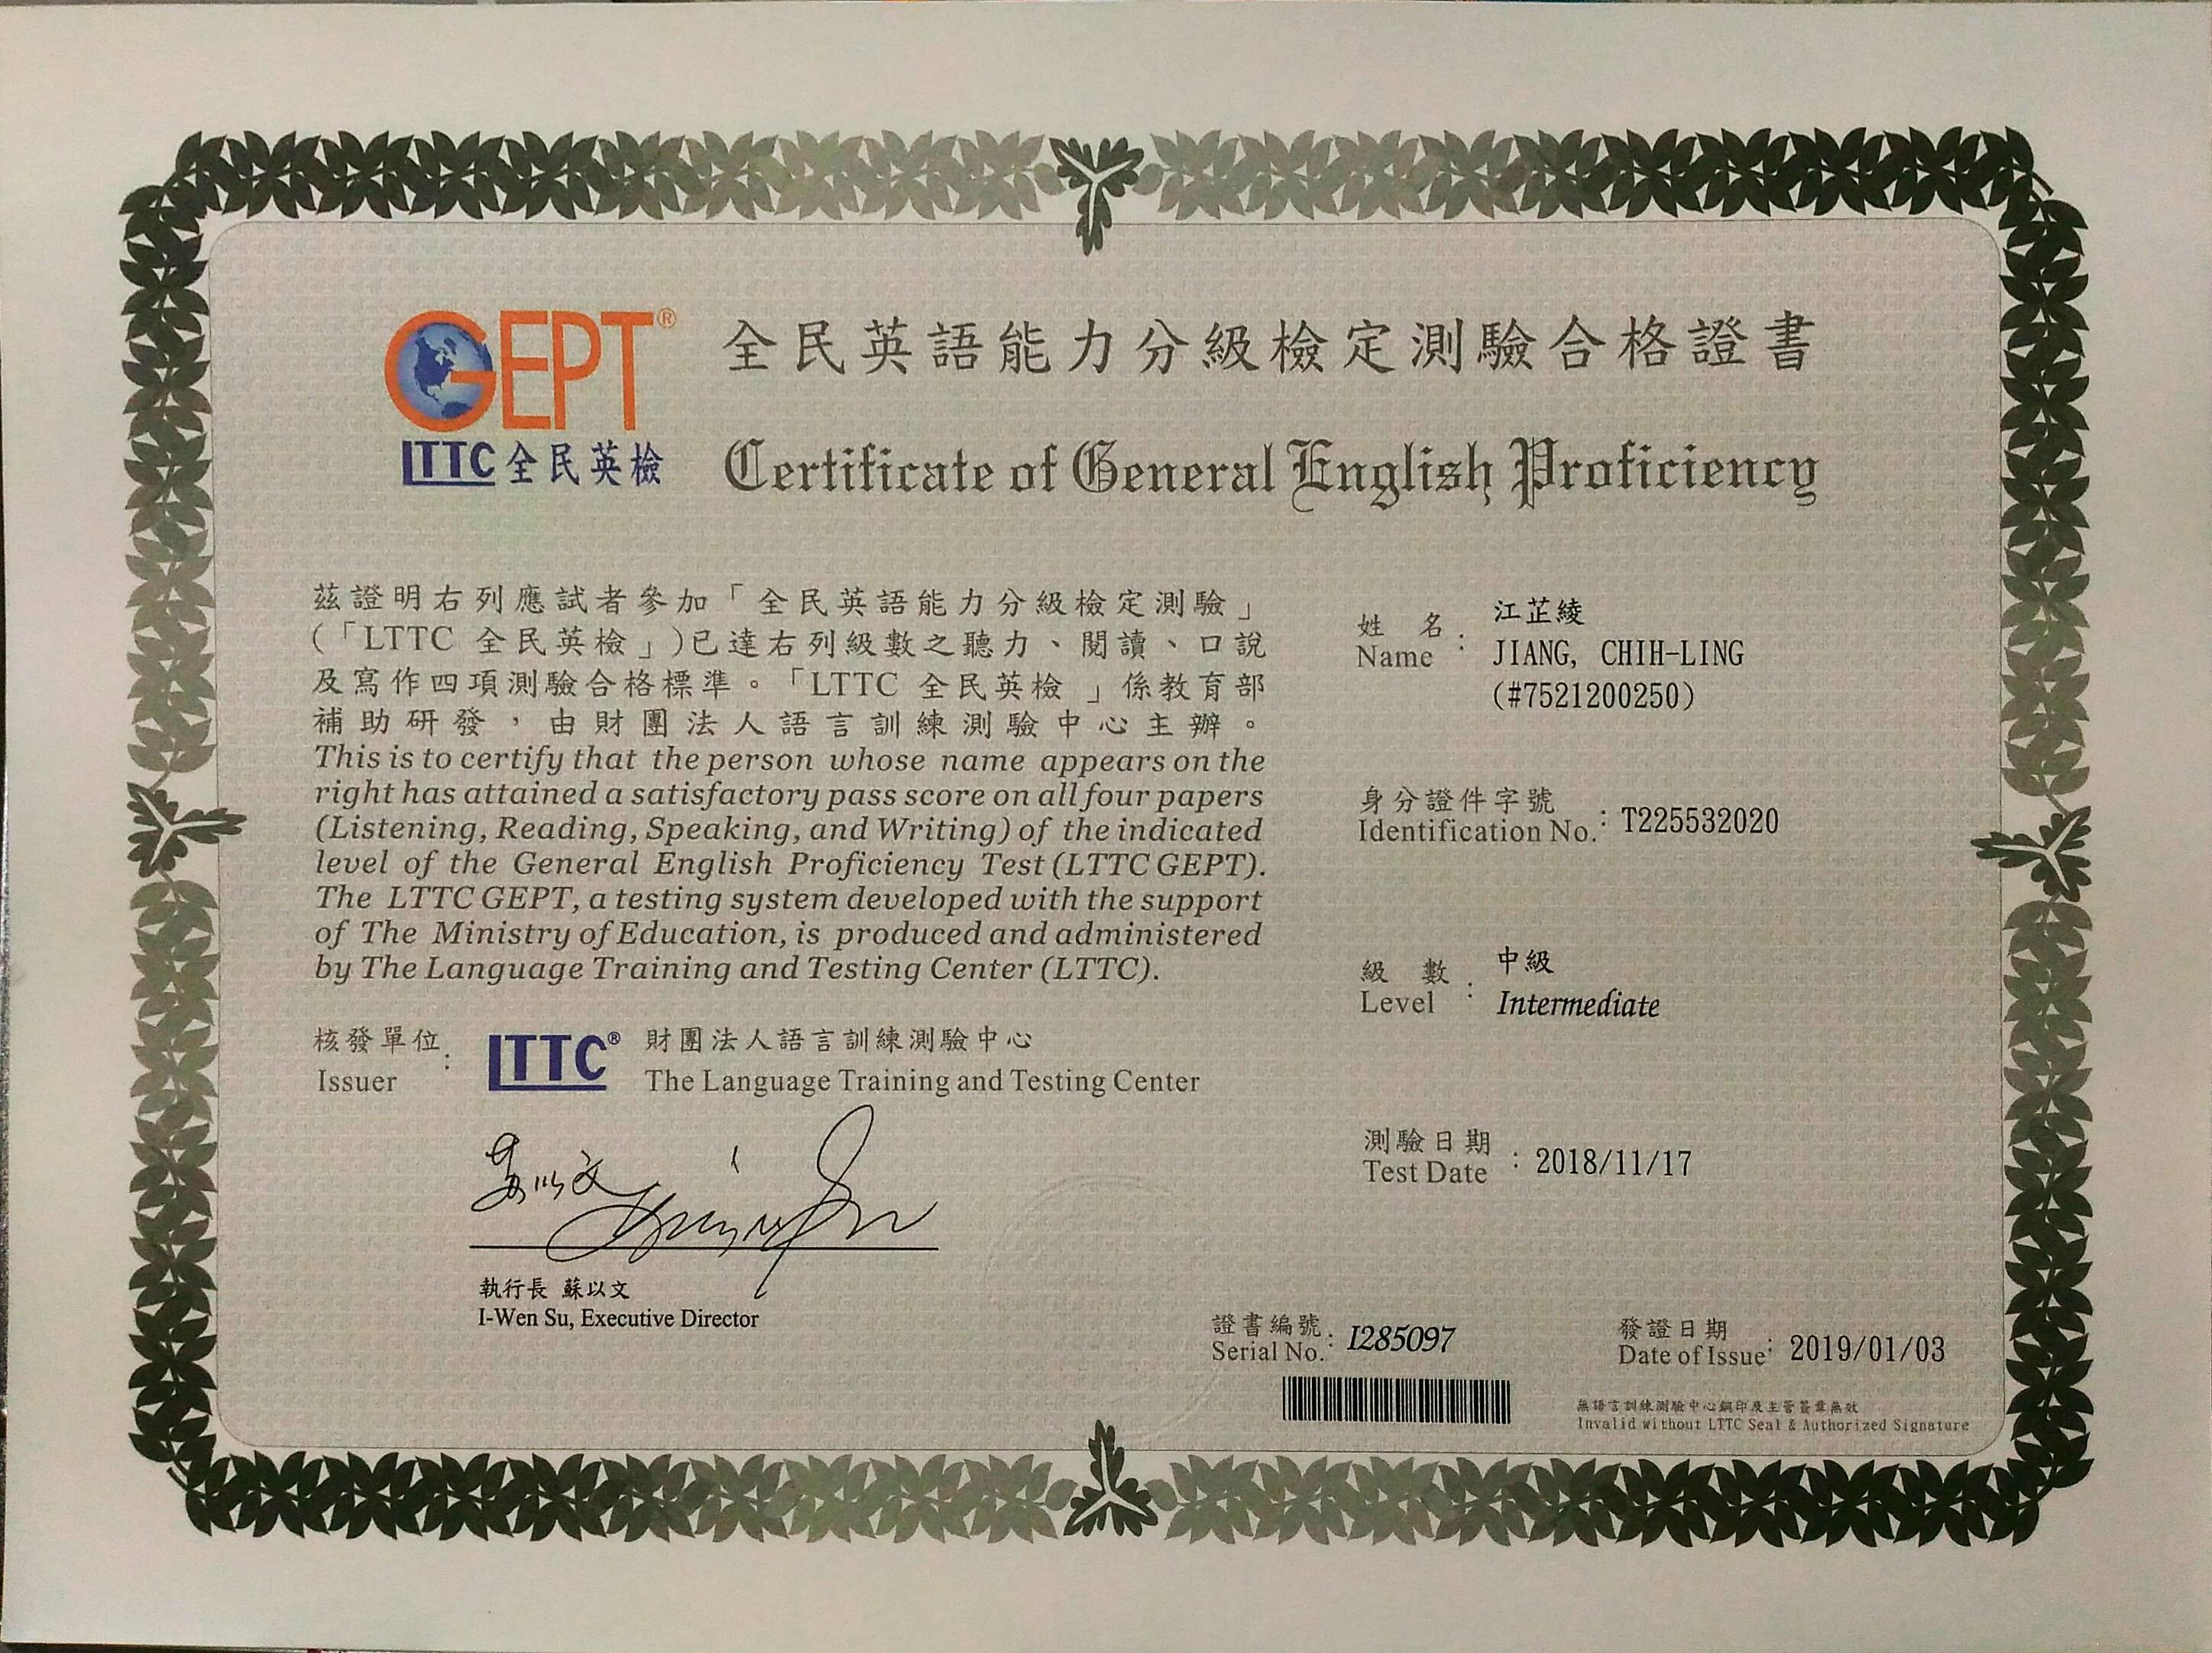 GEPT®
LTTC 全民英檢
全民英語能力分級檢定測驗合格證書
Certificate of General English Proficiency
茲證明右列應試者參加「全民英語能力分級檢定測驗」
(「LTTC 全民英檢」)已達右列級數之聽力、閱讀、口說
及寫作四項測驗合格標準。「LTTC 全民英檢」係教育部
補助研發，由財團法人語言訓練測驗中心主辦。
This is to certify that the person whose name appears on the
right has attained a satisfactory pass score on all four papers
(Listening, Reading, Speaking, and Writing) of the indicated
level of the General English Proficiency Test (LTTC GEPT).
The LTTC GEPT, a testing system developed with the support
of The Ministry of Education, is produced and administered
by The Language Training and Testing Center (LTTC).
核發單位
Issuer :
LTTC®
財團法人語言訓練測驗中心
The Language Training and Testing Center
蘇以文
執行長 蘇以文
I-Wen Su, Executive Director
姓 名
Name :
江芷綾
JIANG, CHIH-LING
(#7521200250)
身分證件字號
Identification No. : T225532020
級 數
Level :
中級
Intermediate
測驗日期
Test Date : 2018/11/17
證書編號
Serial No. : I285097
發證日期
Date of Issue : 2019/01/03
無語言訓練測驗中心鋼印及主管簽章無效
Invalid without LTTC Seal & Authorized Signature